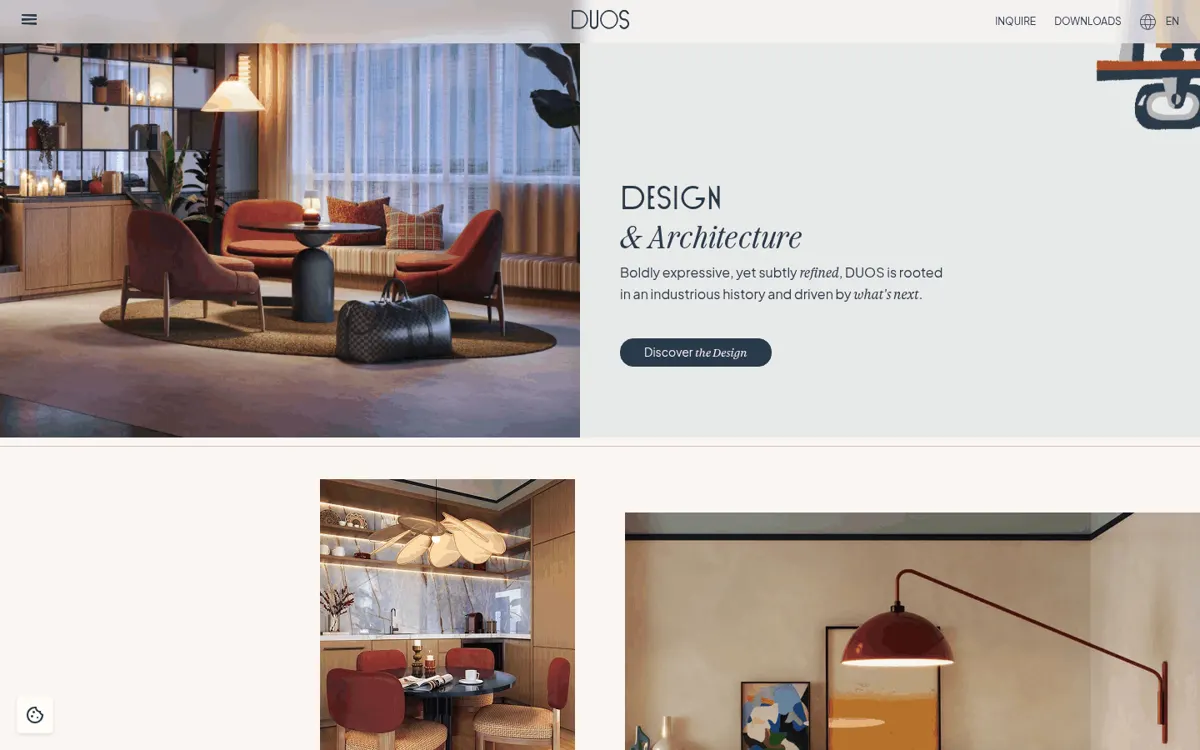 DUOS
INQUIRE
DOWNLOADS
EN
DESIGN
& Architecture
Boldly expressive, yet subtly refined, DUOS is rooted
in an industrious history and driven by what's next.
Discover the Design